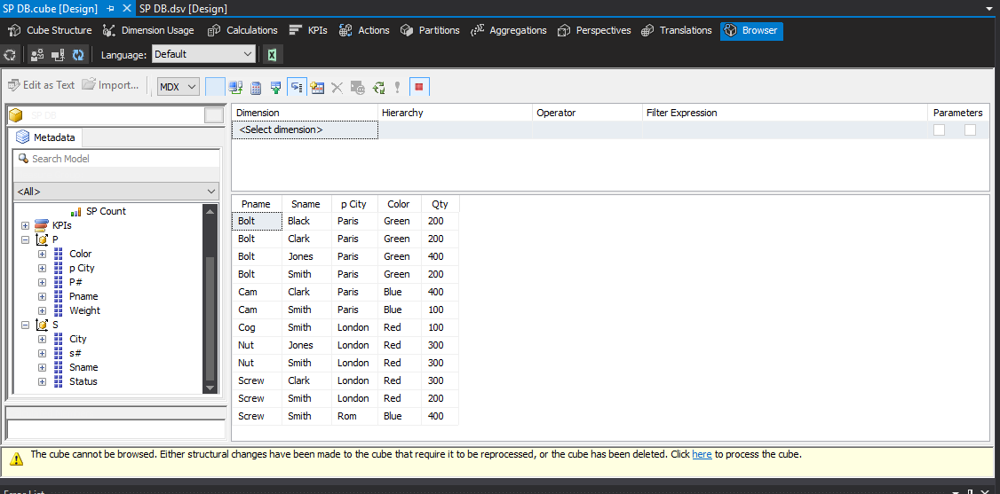 SP DB.cube [Design] SP DB.dsv [Design]
Cube Structure Dimension Usage Calculations KPIs Actions Partitions Aggregations Perspectives Translations Browser
Language: Default
Edit as Text Import... MDX
SP DB
Metadata
Search Model
<All>
SP Count
KPIs
P
Color
p City
P#
Pname
Weight
S
City
s#
Sname
Status
Dimension Hierarchy Operator Filter Expression Parameters
<Select dimension>
Pname Sname p City Color Qty
Bolt Black Paris Green 200
Bolt Clark Paris Green 200
Bolt Jones Paris Green 400
Bolt Smith Paris Green 200
Cam Clark Paris Blue 400
Cam Smith Paris Blue 100
Cog Smith London Red 100
Nut Jones London Red 300
Nut Smith London Red 300
Screw Clark London Red 300
Screw Smith London Red 200
Screw Smith Rom Blue 400
The cube cannot be browsed. Either structural changes have been made to the cube that require it to be reprocessed, or the cube has been deleted. Click here to process the cube.
Error List